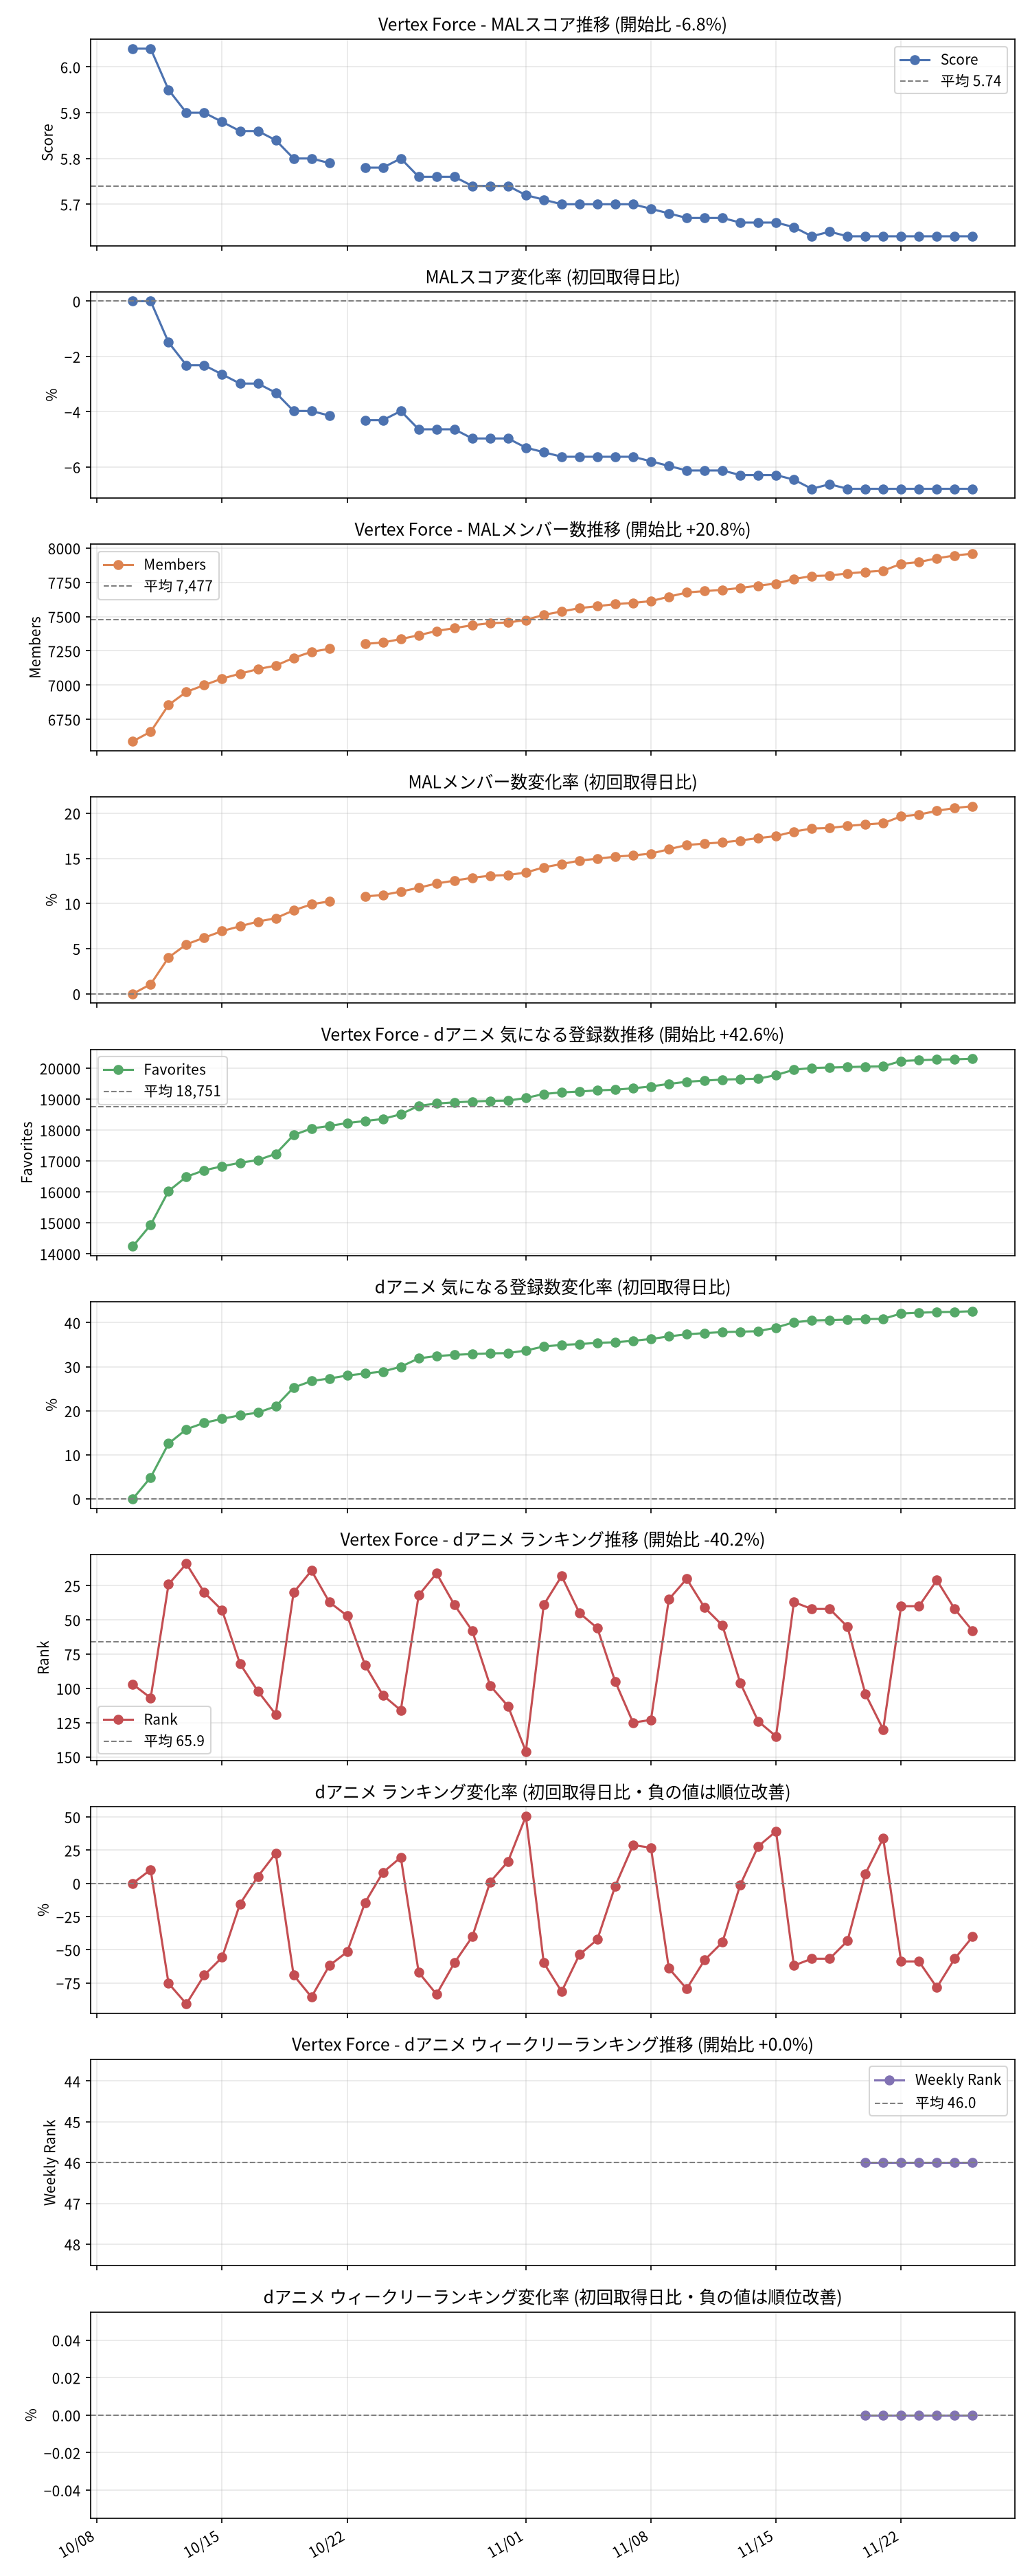 Vertex Force - MALスコア推移 (開始比 -6.8%)
Score
6.0
5.9
5.8
5.7
Score
平均 5.74
MALスコア変化率 (初回取得日比)
%
0
−2
−4
−6
Vertex Force - MALメンバー数推移 (開始比 +20.8%)
Members
8000
7750
7500
7250
7000
6750
Members
平均 7,477
MALメンバー数変化率 (初回取得日比)
%
20
15
10
5
0
Vertex Force - dアニメ 気になる登録数推移 (開始比 +42.6%)
Favorites
20000
19000
18000
17000
16000
15000
14000
Favorites
平均 18,751
dアニメ 気になる登録数変化率 (初回取得日比)
%
40
30
20
10
0
Vertex Force - dアニメ ランキング推移 (開始比 -40.2%)
Rank
25
50
75
100
125
150
Rank
平均 65.9
dアニメ ランキング変化率 (初回取得日比・負の値は順位改善)
%
50
25
0
−25
−50
−75
Vertex Force - dアニメ ウィークリーランキング推移 (開始比 +0.0%)
Weekly Rank
44
45
46
47
48
Weekly Rank
平均 46.0
dアニメ ウィークリーランキング変化率 (初回取得日比・負の値は順位改善)
%
0.04
0.02
0.00
−0.02
−0.04
10/08
10/15
10/22
11/01
11/08
11/15
11/22